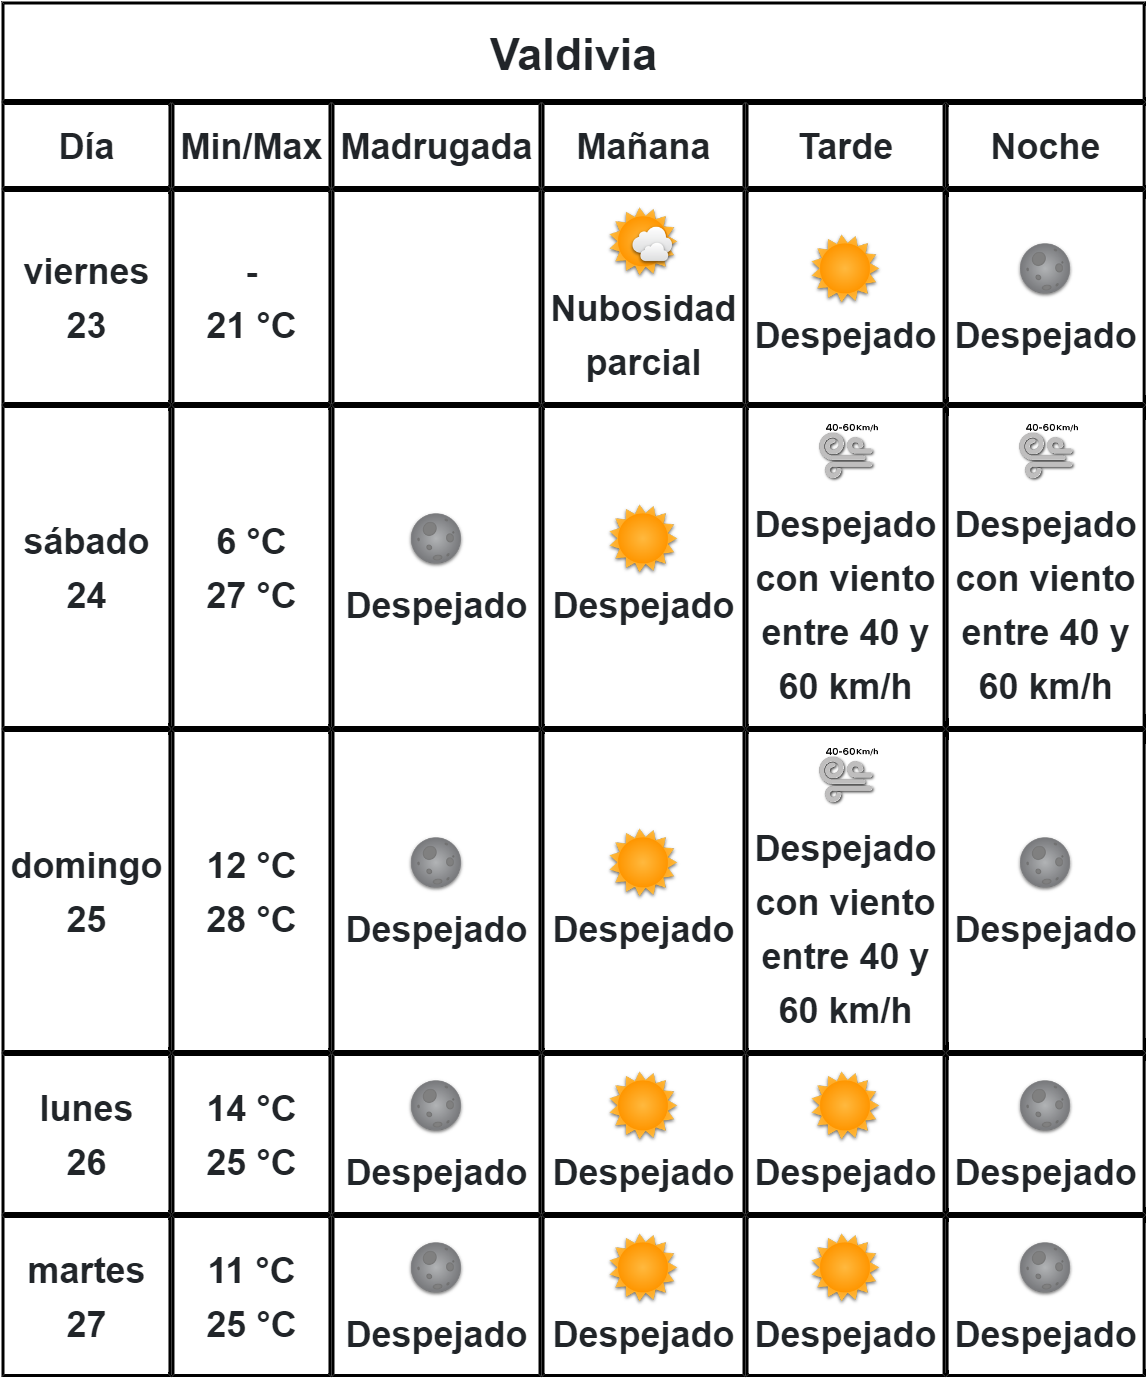 Valdivia
Día Min/Max Madrugada Mañana Tarde Noche
viernes
23
-
21 °C
Nubosidad
parcial
Despejado
Despejado
sábado
24
6 °C
27 °C
Despejado
Despejado
40-60Km/h
Despejado
con viento
entre 40 y
60 km/h
40-60Km/h
Despejado
con viento
entre 40 y
60 km/h
domingo
25
12 °C
28 °C
Despejado
Despejado
40-60Km/h
Despejado
con viento
entre 40 y
60 km/h
Despejado
lunes
26
14 °C
25 °C
Despejado
Despejado
Despejado
Despejado
martes
27
11 °C
25 °C
Despejado
Despejado
Despejado
Despejado